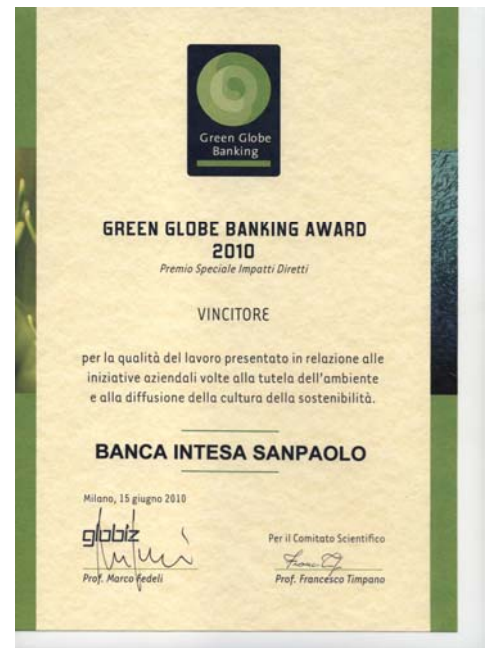 Green Globe
Banking
GREEN GLOBE BANKING AWARD
2010
Premio Speciale Impatti Diretti
VINCITORE
per la qualità del lavoro presentato in relazione alle
iniziative aziendali volte alla tutela dell'ambiente
e alla diffusione della cultura della sostenibilità.
BANCA INTESA SANPAOLO
Milano, 15 giugno 2010
globiz
Prof. Marco Fedeli
Per il Comitato Scientifico
Prof. Francesco Timpano